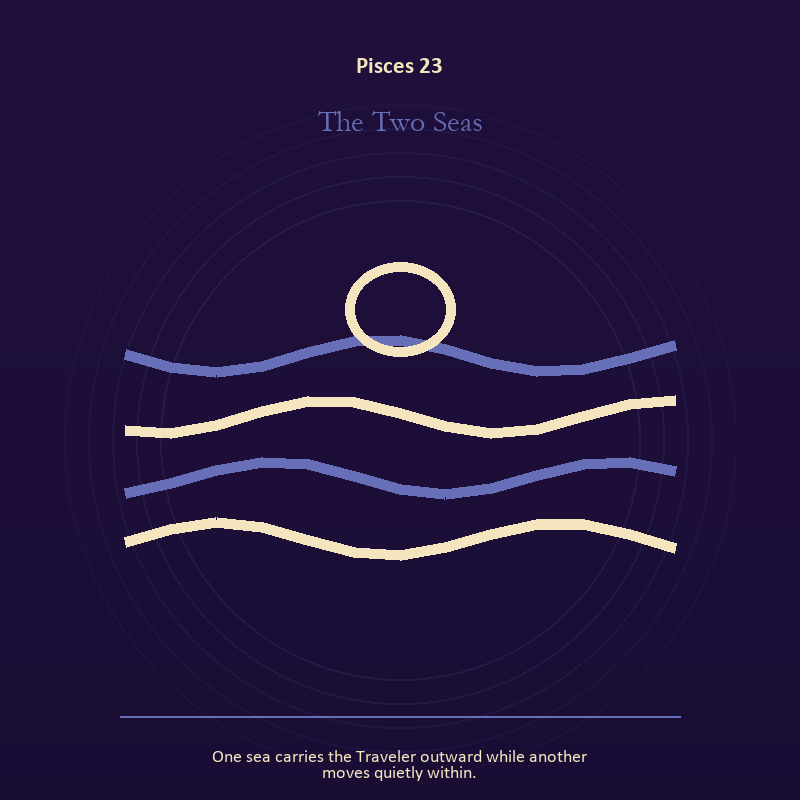 Pisces 23
The Two Seas
One sea carries the Traveler outward while another
moves quietly within.